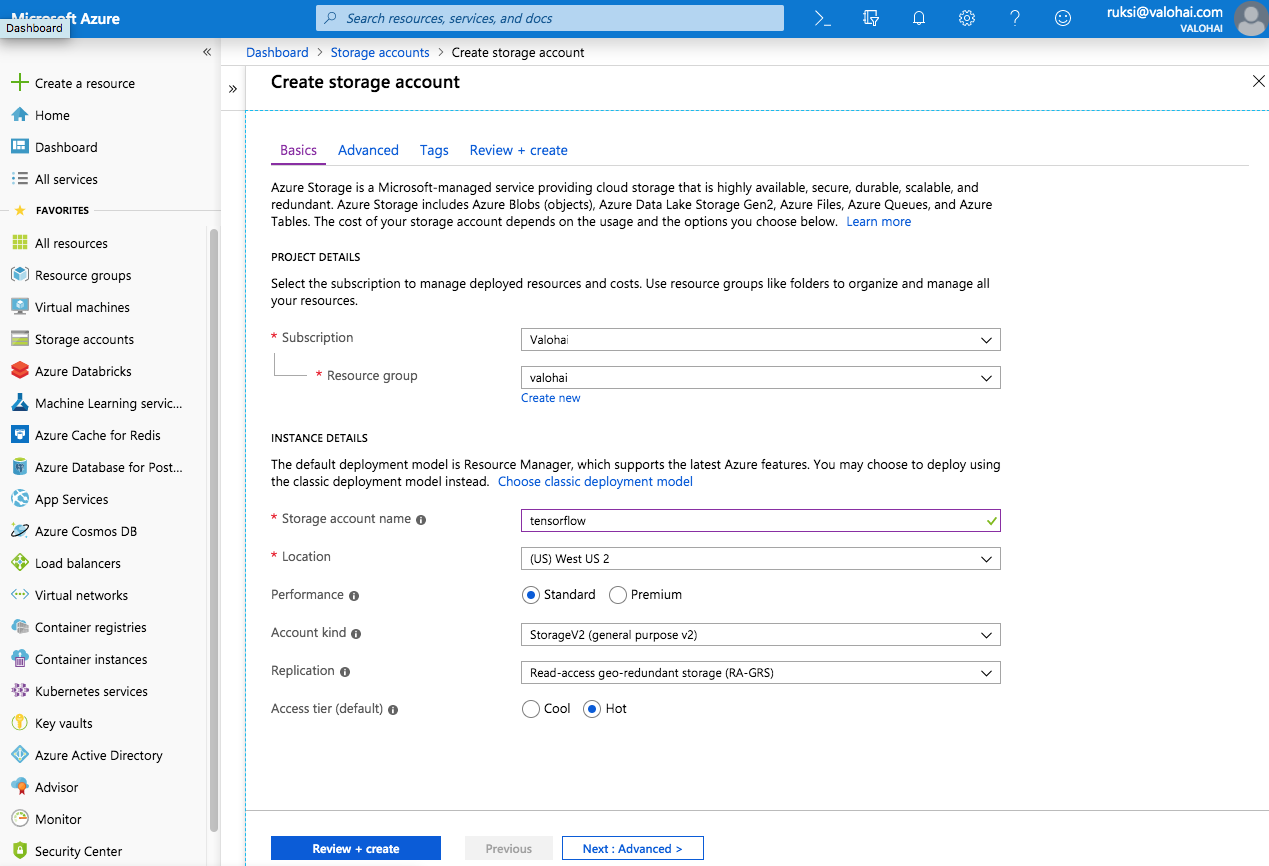 Microsoft Azure
Dashboard
Search resources, services, and docs
ruksi@valohai.com
VALOHAI
«
Create a resource
Home
Dashboard
All services
FAVORITES
All resources
Resource groups
Virtual machines
Storage accounts
Azure Databricks
Machine Learning servic...
Azure Cache for Redis
Azure Database for Post...
App Services
Azure Cosmos DB
Load balancers
Virtual networks
Container registries
Container instances
Kubernetes services
Key vaults
Azure Active Directory
Advisor
Monitor
Security Center
Dashboard > Storage accounts > Create storage account
»
Create storage account
Basics Advanced Tags Review + create
Azure Storage is a Microsoft-managed service providing cloud storage that is highly available, secure, durable, scalable, and
redundant. Azure Storage includes Azure Blobs (objects), Azure Data Lake Storage Gen2, Azure Files, Azure Queues, and Azure
Tables. The cost of your storage account depends on the usage and the options you choose below. Learn more
PROJECT DETAILS
Select the subscription to manage deployed resources and costs. Use resource groups like folders to organize and manage all
your resources.
* Subscription Valohai
* Resource group valohai
Create new
INSTANCE DETAILS
The default deployment model is Resource Manager, which supports the latest Azure features. You may choose to deploy using
the classic deployment model instead. Choose classic deployment model
* Storage account name tensorflow
* Location (US) West US 2
Performance Standard Premium
Account kind StorageV2 (general purpose v2)
Replication Read-access geo-redundant storage (RA-GRS)
Access tier (default) Cool Hot
Review + create Previous Next : Advanced >